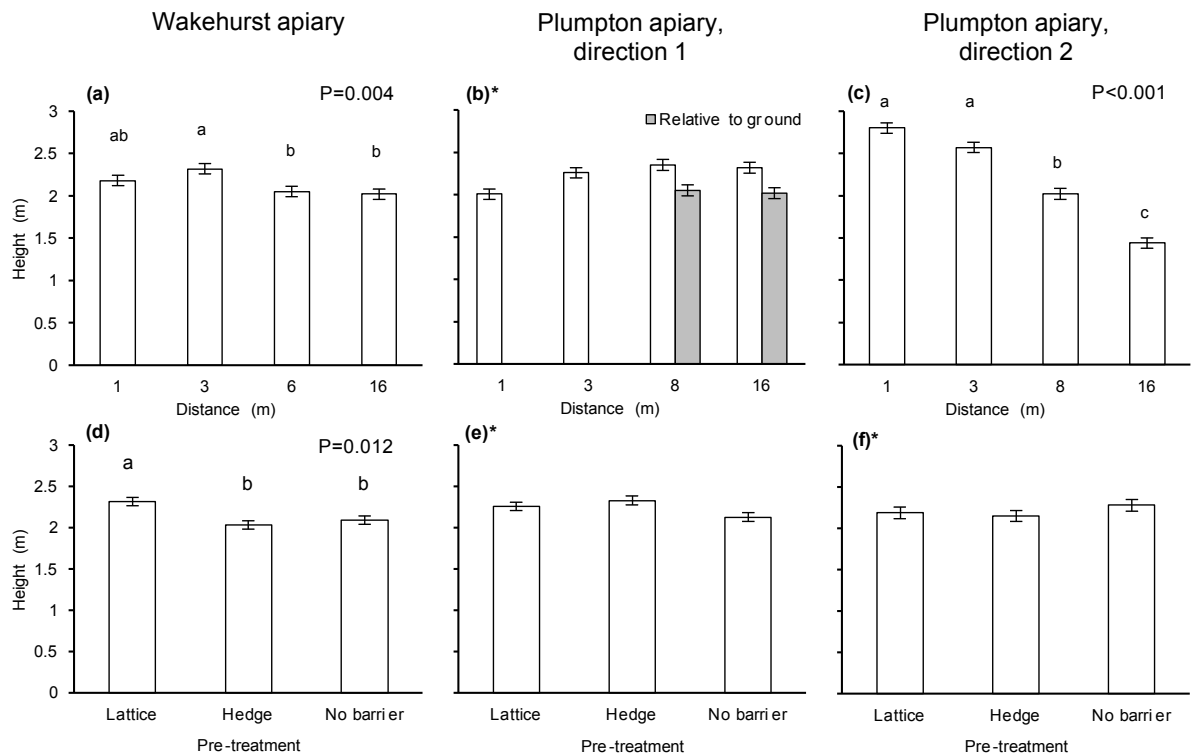 Wakehurst apiary
Plumpton apiary,
direction 1
Plumpton apiary,
direction 2
(a)
P=0.004
3
2.5
2
1.5
1
0.5
0
Height (m)
ab
a
b
b
1 3 6 16
Distance (m)
(b)*
Relative to ground
1 3 8 16
Distance (m)
(c)
P<0.001
a
a
b
c
1 3 8 16
Distance (m)
(d)
P=0.012
3
2.5
2
1.5
1
0.5
0
Height (m)
a
b
b
Lattice Hedge No barrier
Pre-treatment
(e)*
Lattice Hedge No barrier
Pre-treatment
(f)*
Lattice Hedge No barrier
Pre-treatment